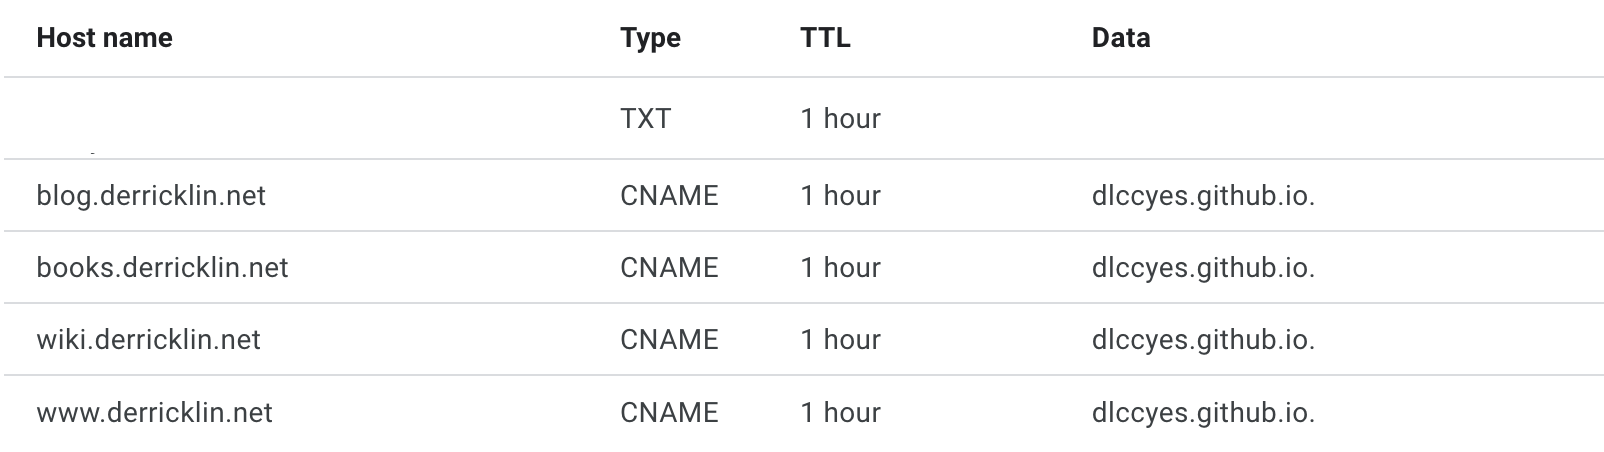 Host name Type TTL Data
TXT 1 hour
blog.derricklin.net CNAME 1 hour dlccyes.github.io.
books.derricklin.net CNAME 1 hour dlccyes.github.io.
wiki.derricklin.net CNAME 1 hour dlccyes.github.io.
www.derricklin.net CNAME 1 hour dlccyes.github.io.